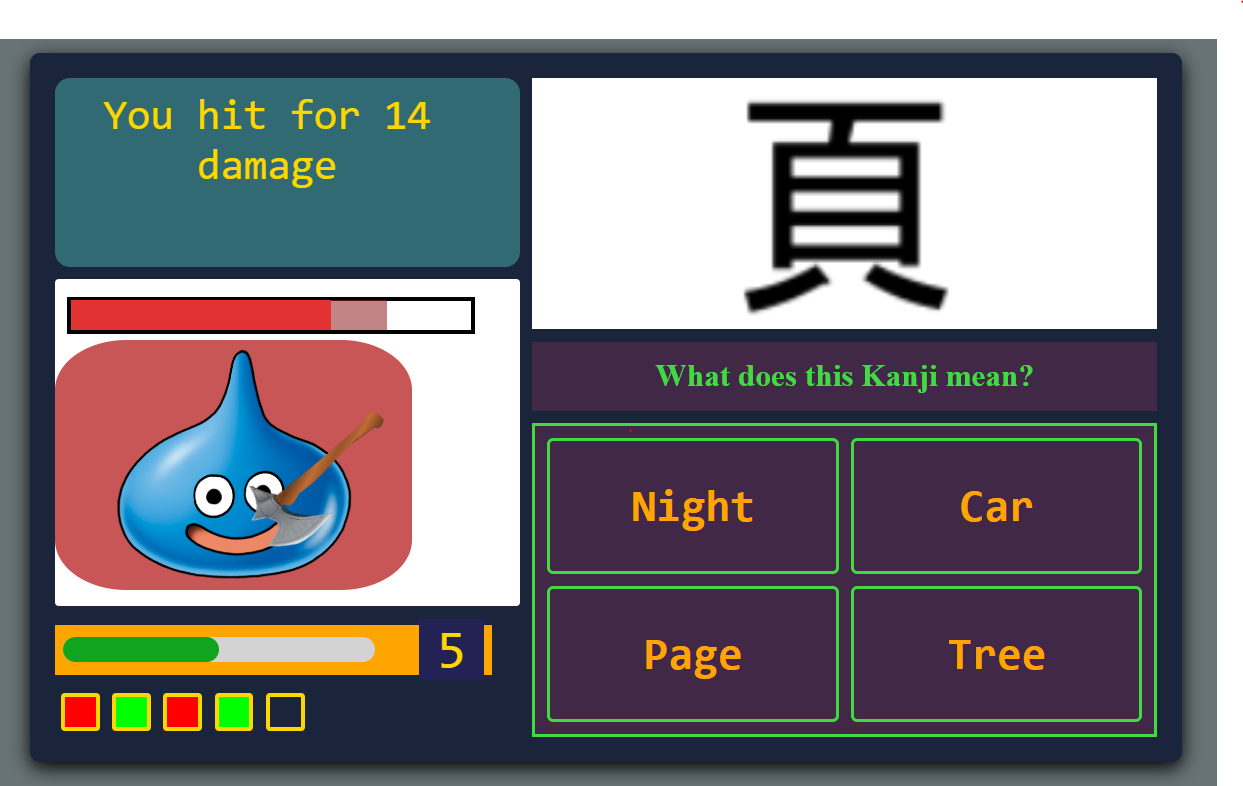 You hit for 14
damage
頁
What does this Kanji mean?
Night
Car
Page
Tree
5